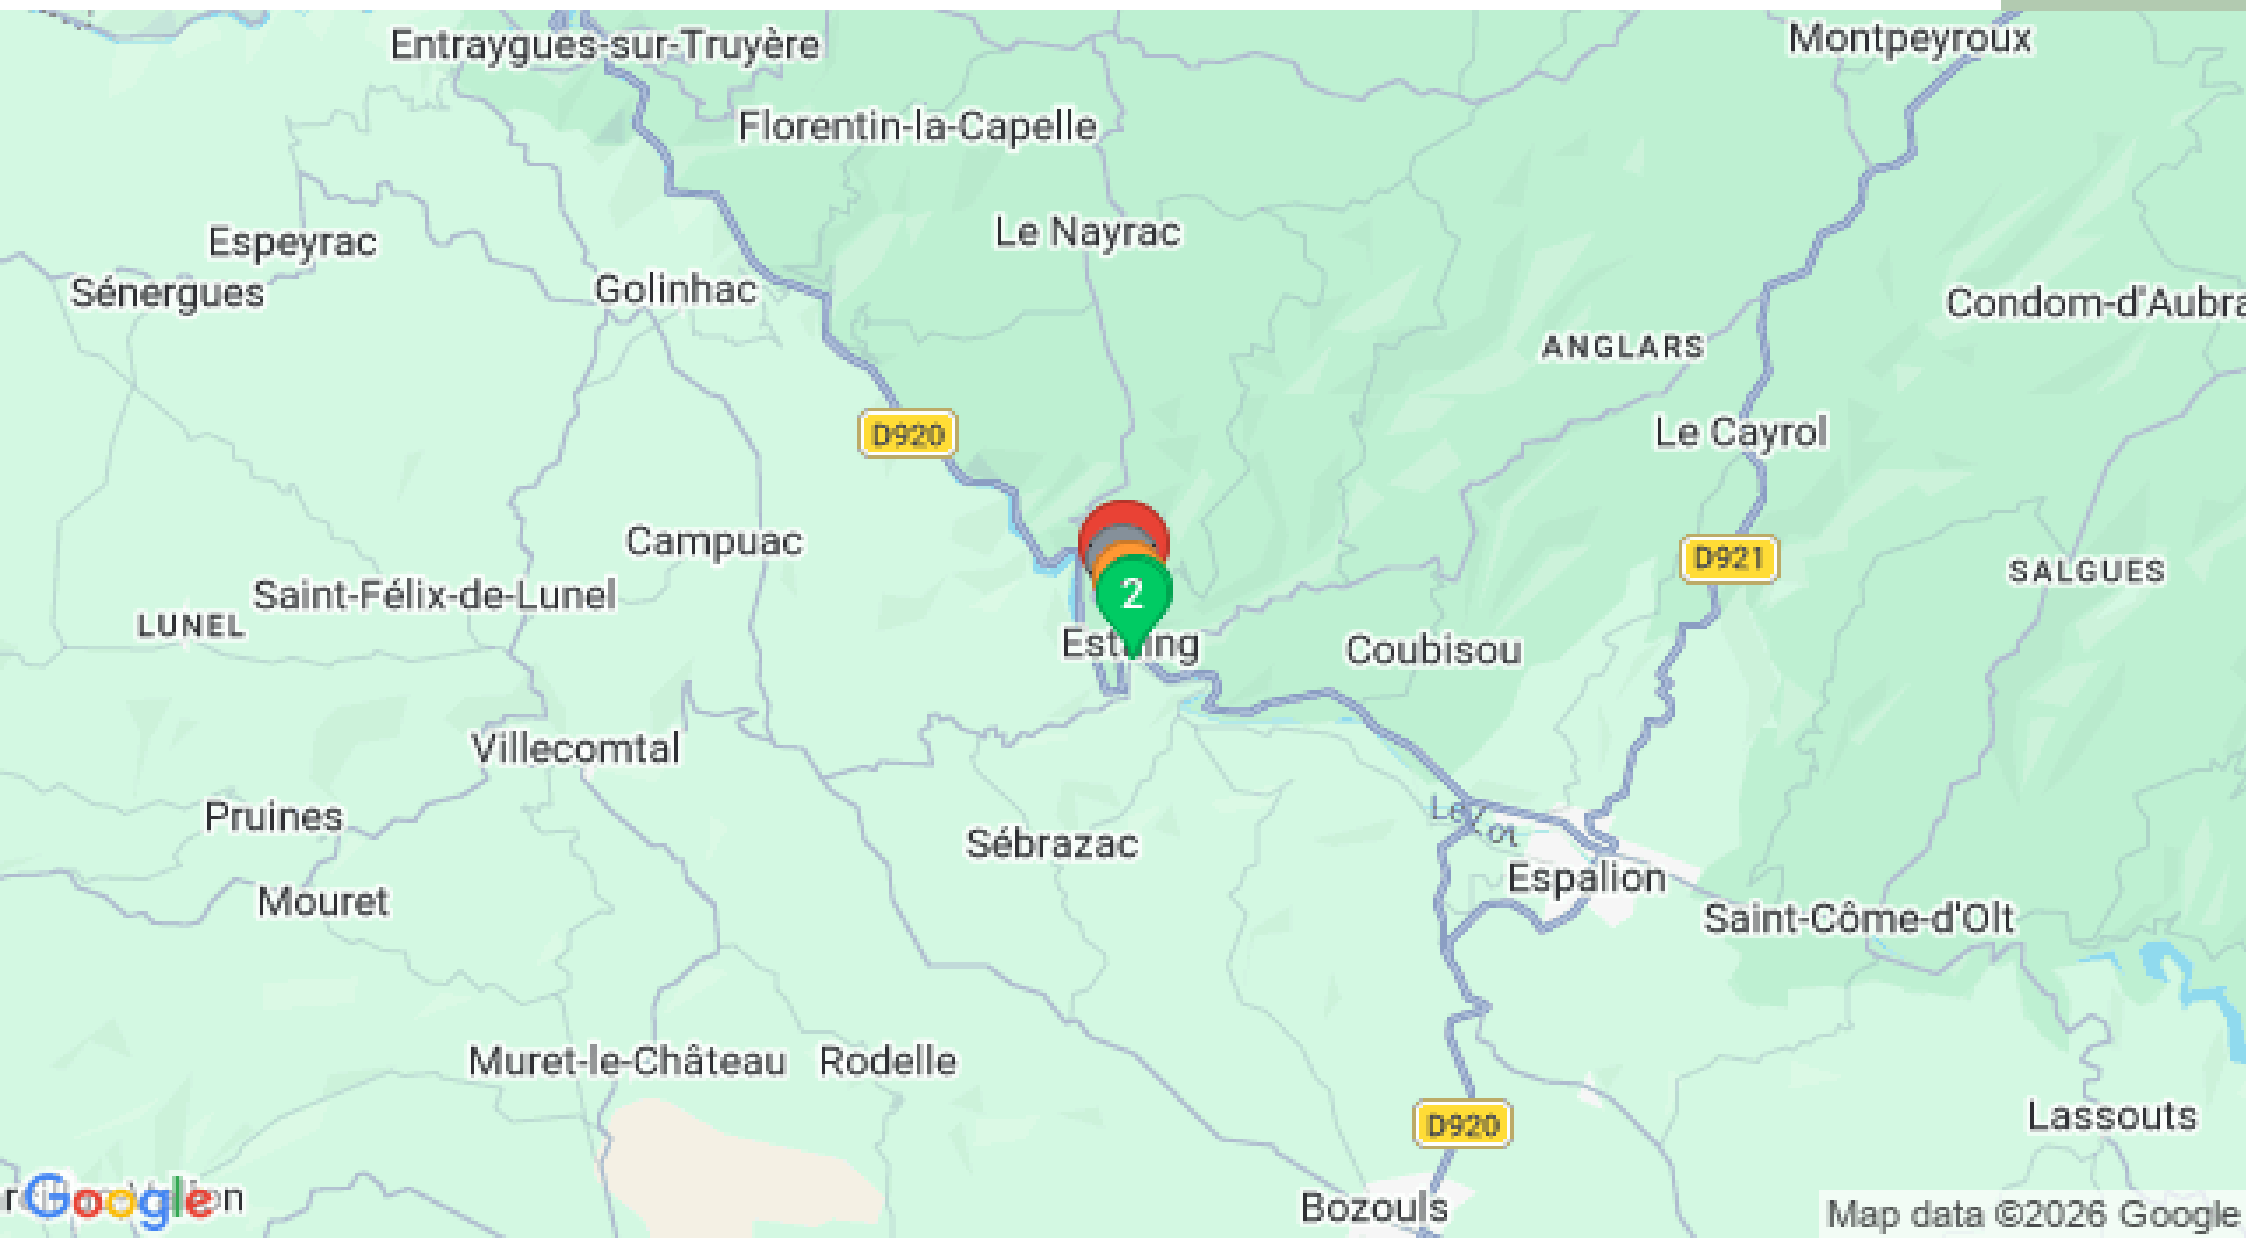 Entraygues-sur-Truyère
Montpeyroux
Florentin-la-Capelle
Le Nayrac
Espeyrac
Sénergues
Golinhac
Condom-d'Aubra
ANGLARS
D920
Le Cayrol
Campuac
D921
SALGUES
Saint-Félix-de-Lunel
2
LUNEL
Coubisou
Villecomtal
Pruines
Le Lot
Sébrazac
Espalion
Mouret
Saint-Côme-d'Olt
Muret-le-Château
Rodelle
Lassouts
D920
Google
Bozouls
Map data ©2026 Google